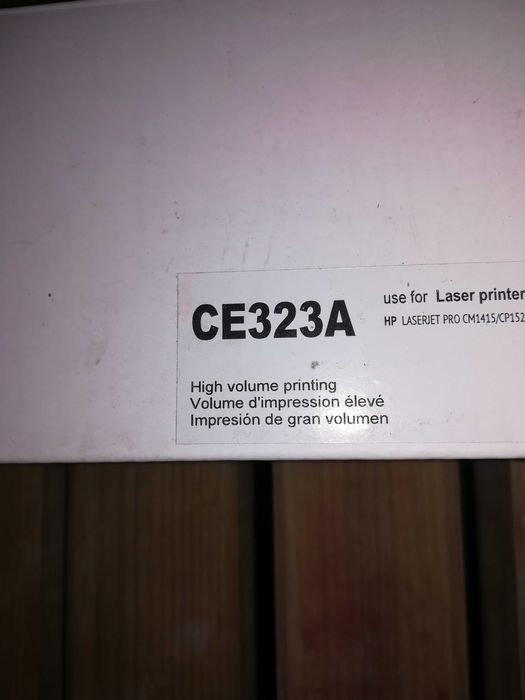 CE323A
use for Laser printer
HP LASERJET PRO CM1415/CP152
High volume printing
Volume d'impression élevé
Impresión de gran volumen